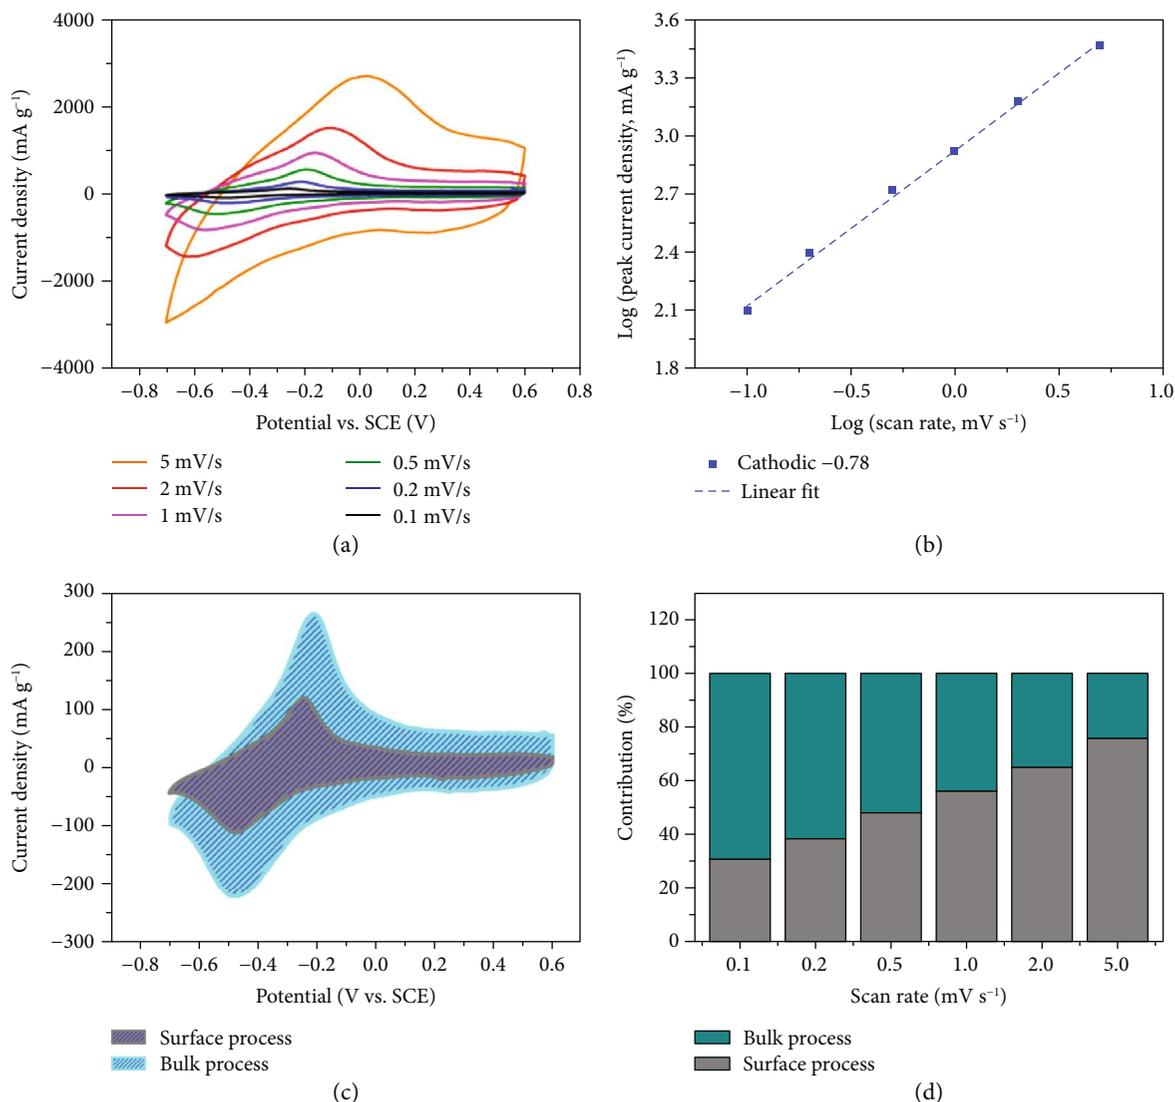 4000
2000
0
−2000
−4000
Current density (mA g⁻¹)
−0.8 −0.6 −0.4 −0.2 0.0 0.2 0.4 0.6 0.8
Potential vs. SCE (V)
5 mV/s
2 mV/s
1 mV/s
0.5 mV/s
0.2 mV/s
0.1 mV/s
(a)
3.6
3.3
3.0
2.7
2.4
2.1
1.8
Log (peak current density, mA g⁻¹)
−1.0 −0.5 0.0 0.5 1.0
Log (scan rate, mV s⁻¹)
Cathodic −0.78
Linear fit
(b)
300
200
100
0
−100
−200
−300
Current density (mA g⁻¹)
−0.8 −0.6 −0.4 −0.2 0.0 0.2 0.4 0.6
Potential (V vs. SCE)
Surface process
Bulk process
(c)
120
100
80
60
40
20
0
Contribution (%)
0.1 0.2 0.5 1.0 2.0 5.0
Scan rate (mV s⁻¹)
Bulk process
Surface process
(d)